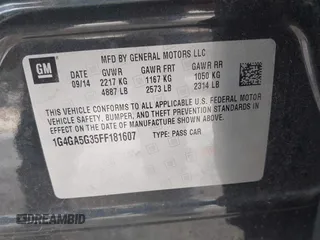 GM
MFD BY GENERAL MOTORS LLC
DATE GVWR GAWR FRT GAWR RR
09/14 2217 KG 1167 KG 1050 KG
4887 LB 2573 LB 2314 LB
THIS VEHICLE CONFORMS TO ALL APPLICABLE U.S. FEDERAL MOTOR
VEHICLE SAFETY, BUMPER, AND THEFT PREVENTION STANDARDS
IN EFFECT ON THE DATE OF MANUFACTURE SHOWN ABOVE.
1G4GA5G35FF181607 TYPE: PASS CAR
DREAMBID